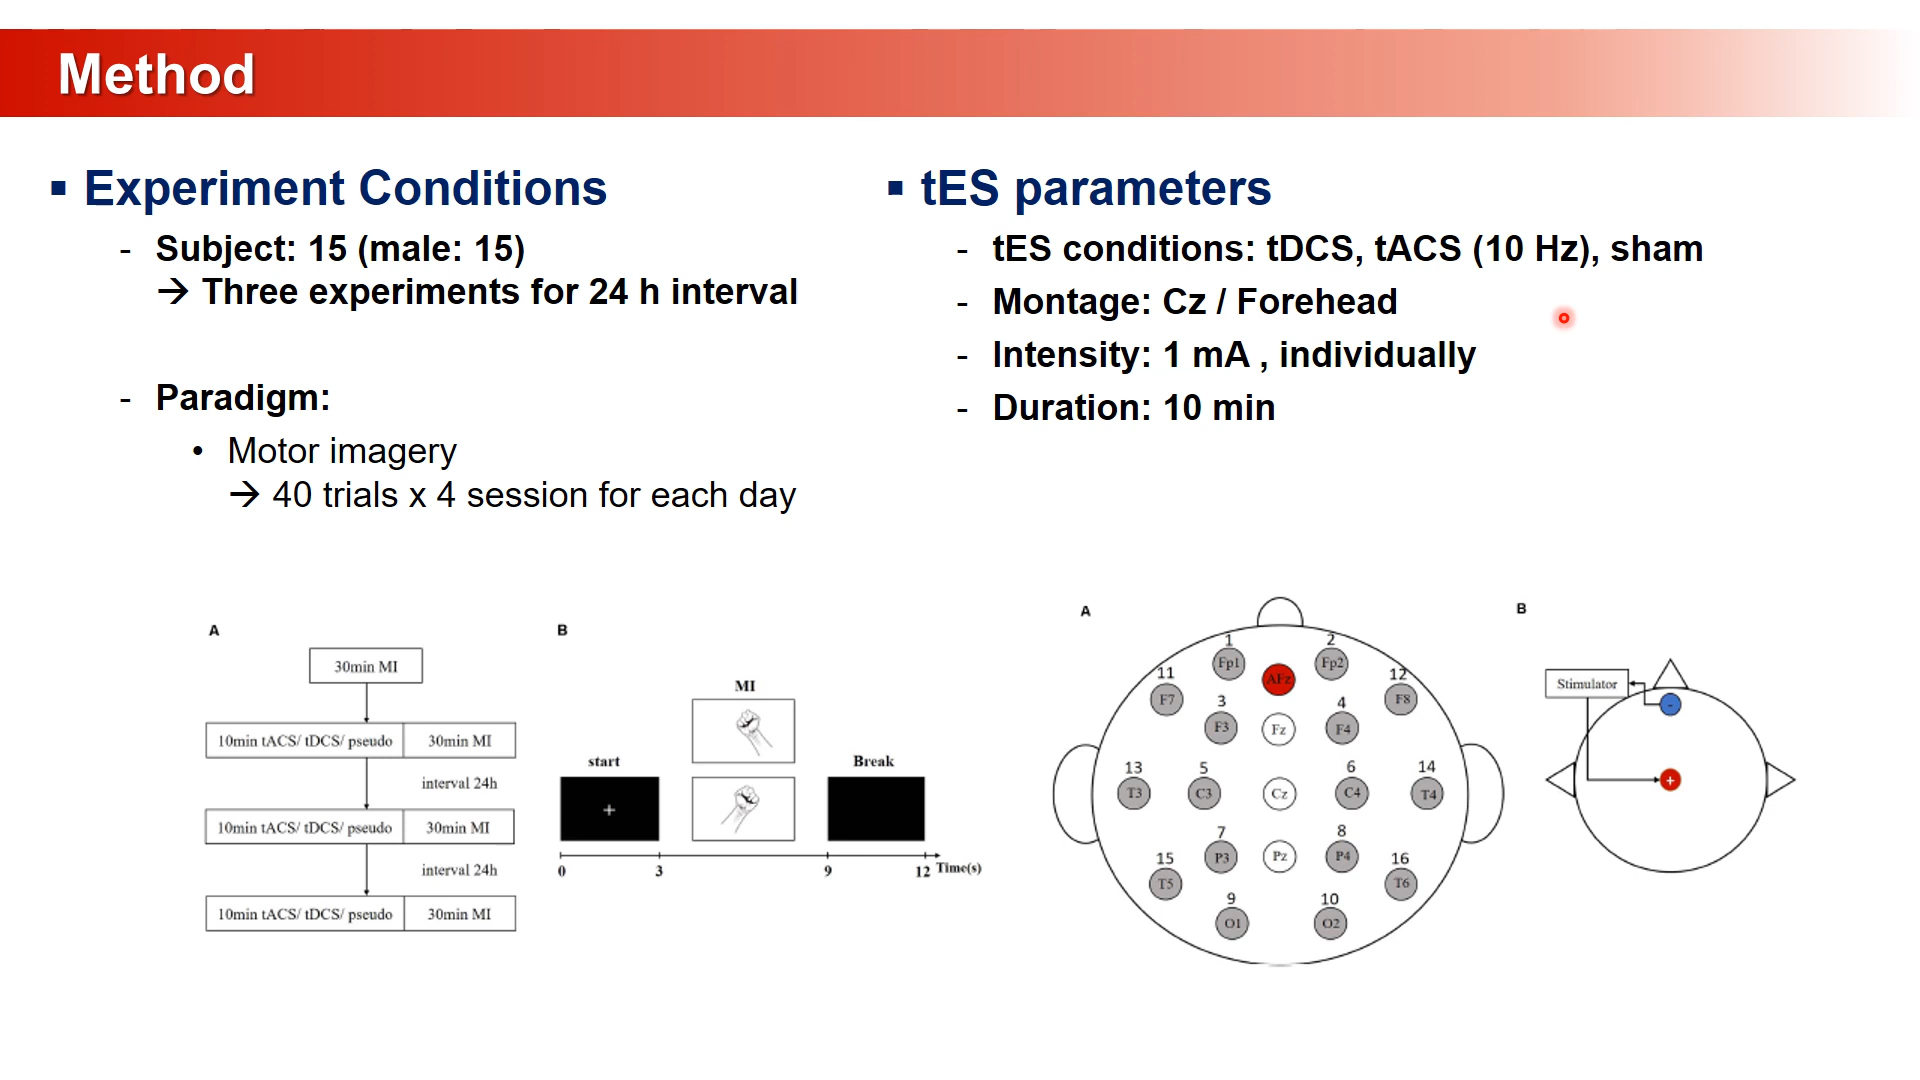 Method
▪ Experiment Conditions
- Subject: 15 (male: 15)
→ Three experiments for 24 h interval
- Paradigm:
• Motor imagery
→ 40 trials x 4 session for each day
▪ tES parameters
- tES conditions: tDCS, tACS (10 Hz), sham
- Montage: Cz / Forehead
- Intensity: 1 mA , individually
- Duration: 10 min
A
30min MI
10min tACS/ tDCS/ pseudo 30min MI
interval 24h
10min tACS/ tDCS/ pseudo 30min MI
interval 24h
10min tACS/ tDCS/ pseudo 30min MI
B
MI
start
Break
+
0 3 9 12 Time(s)
A
1 2
Fp1 AFz Fp2
11 12
F7 F8
3 4
F3 Fz F4
13 5 6 14
T3 C3 Cz C4 T4
7 8
P3 Pz P4
15 16
T5 T6
9 10
O1 O2
B
Stimulator
-
+